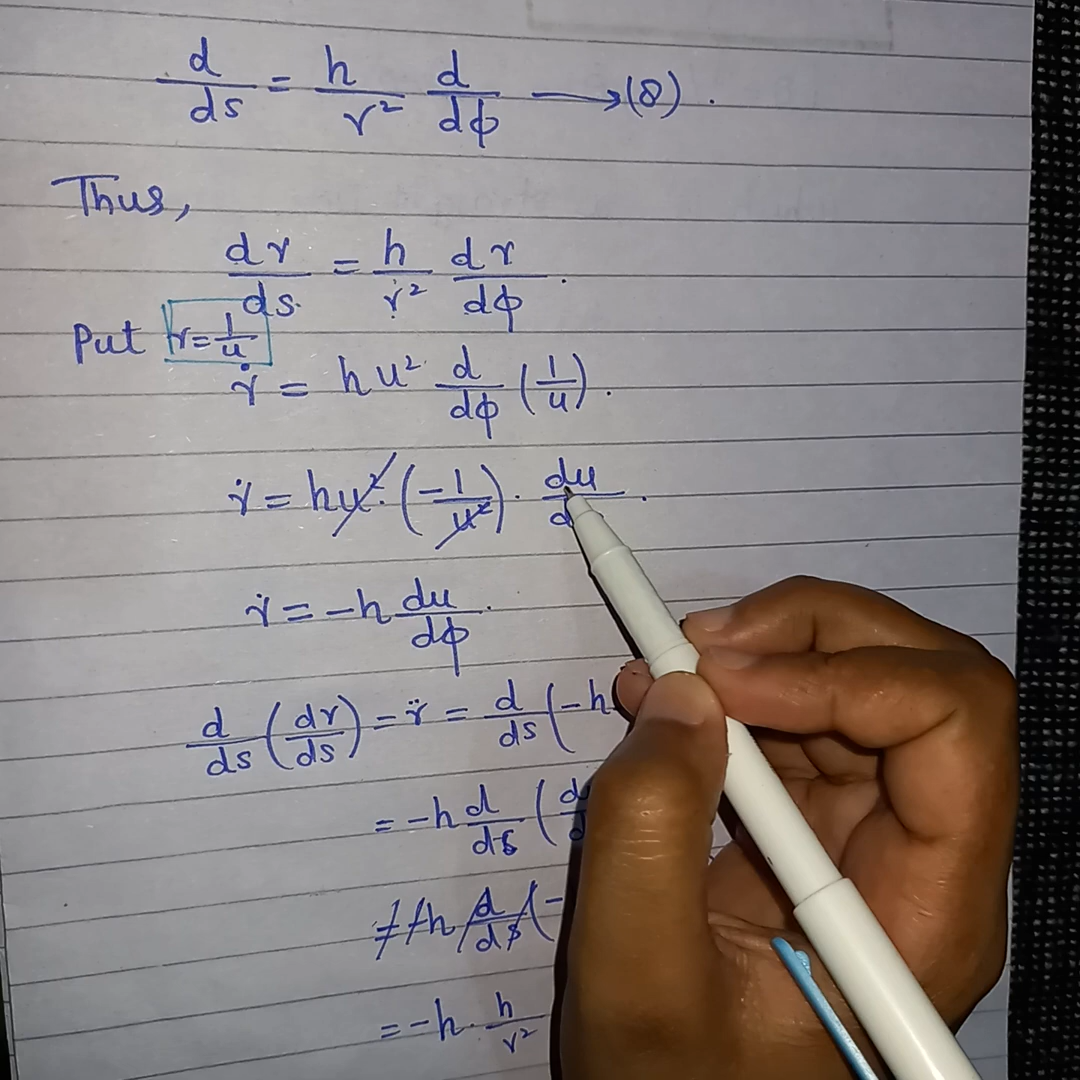 d/ds = h/r² d/dϕ ⟶ (8).
Thus,
dr/ds = h/r² dr/dϕ.
Put r = 1/u
ṙ = hu² d/dϕ (1/u).
ṙ = hu². (-1/u²) . du/d
ṙ = -h du/dϕ.
d/ds (dr/ds) = r̈ = d/ds (-h
= -h d/ds (d
= -h d/ds (-
= -h. h/r²